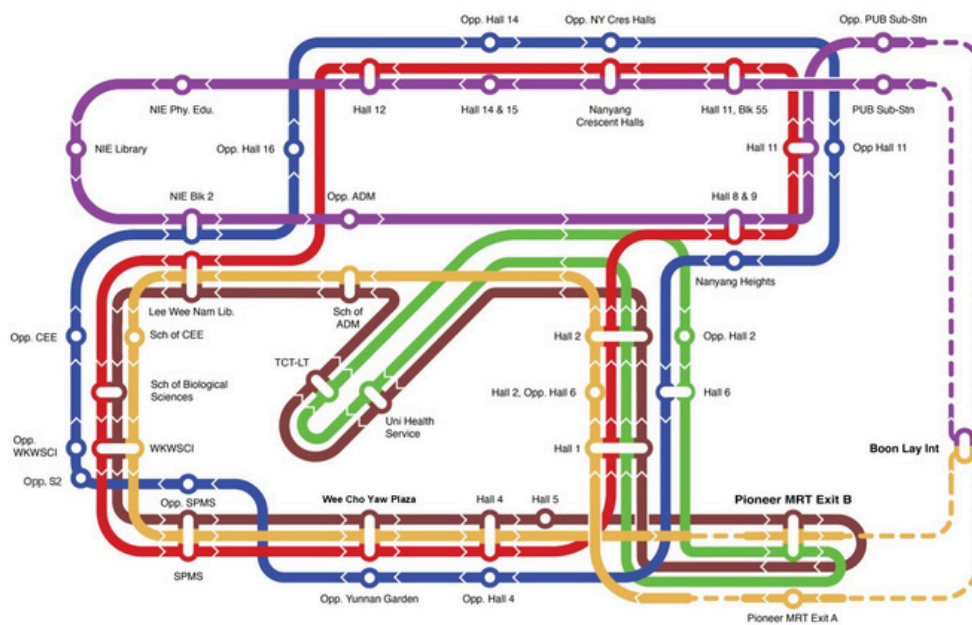 Opp. Hall 14
Opp. NY Cres Halls
Opp. PUB Sub-Stn
NIE Phy. Edu.
Hall 12
Hall 14 & 15
Nanyang
Crescent Halls
Hall 11, Blk 55
PUB Sub-Stn
NIE Library
Opp. Hall 16
Hall 11
Opp Hall 11
NIE Blk 2
Opp. ADM
Hall 8 & 9
Nanyang Heights
Lee Wee Nam Lib.
Sch of
ADM
Opp. CEE
Sch of CEE
Hall 2
Opp. Hall 2
TCT-LT
Sch of Biological
Sciences
Uni Health
Service
Hall 2, Opp. Hall 6
Hall 6
Opp.
WKWSCI
WKWSCI
Hall 1
Boon Lay Int
Opp. S2
Opp. SPMS
Wee Cho Yaw Plaza
Hall 4
Hall 5
Pioneer MRT Exit B
SPMS
Opp. Yunnan Garden
Opp. Hall 4
Pioneer MRT Exit A